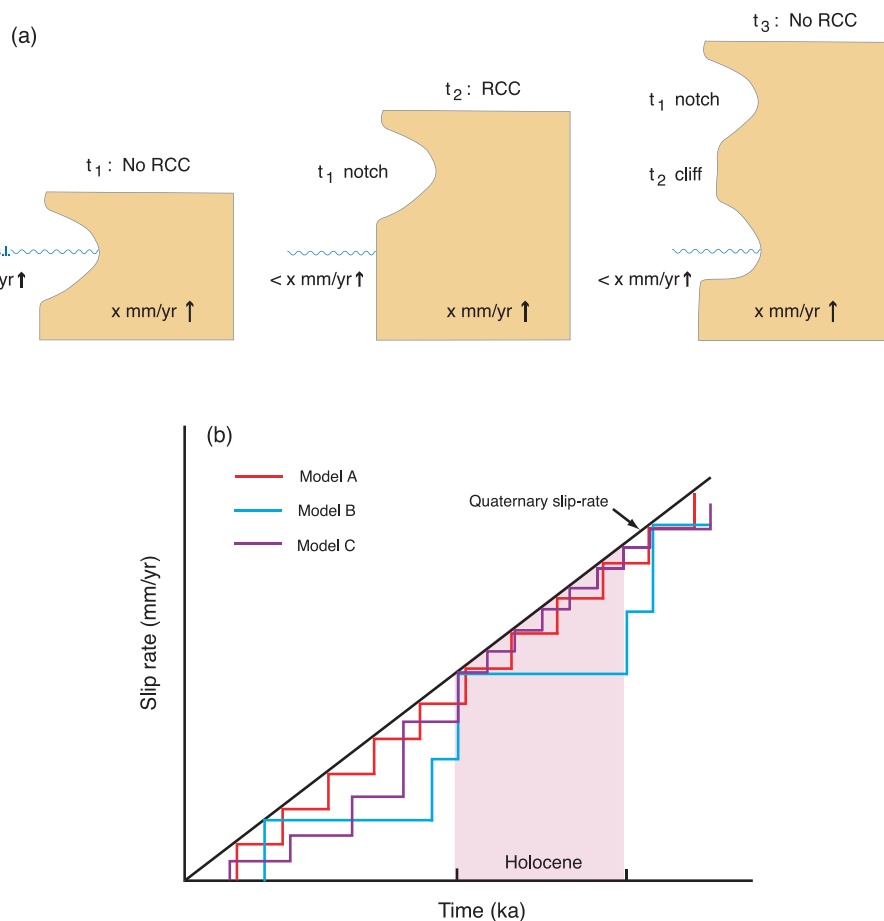 (a)
t1 : No RCC
s.l.
yr ↑
x mm/yr ↑
t2 : RCC
t1 notch
< x mm/yr ↑
x mm/yr ↑
t3 : No RCC
t1 notch
t2 cliff
< x mm/yr ↑
x mm/yr ↑
(b)
Model A
Model B
Model C
Quaternary slip-rate
Slip rate (mm/yr)
Holocene
Time (ka)